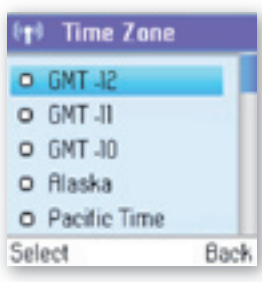 Time Zone
GMT -12
GMT -11
GMT -10
Alaska
Pacific Time
Select Back